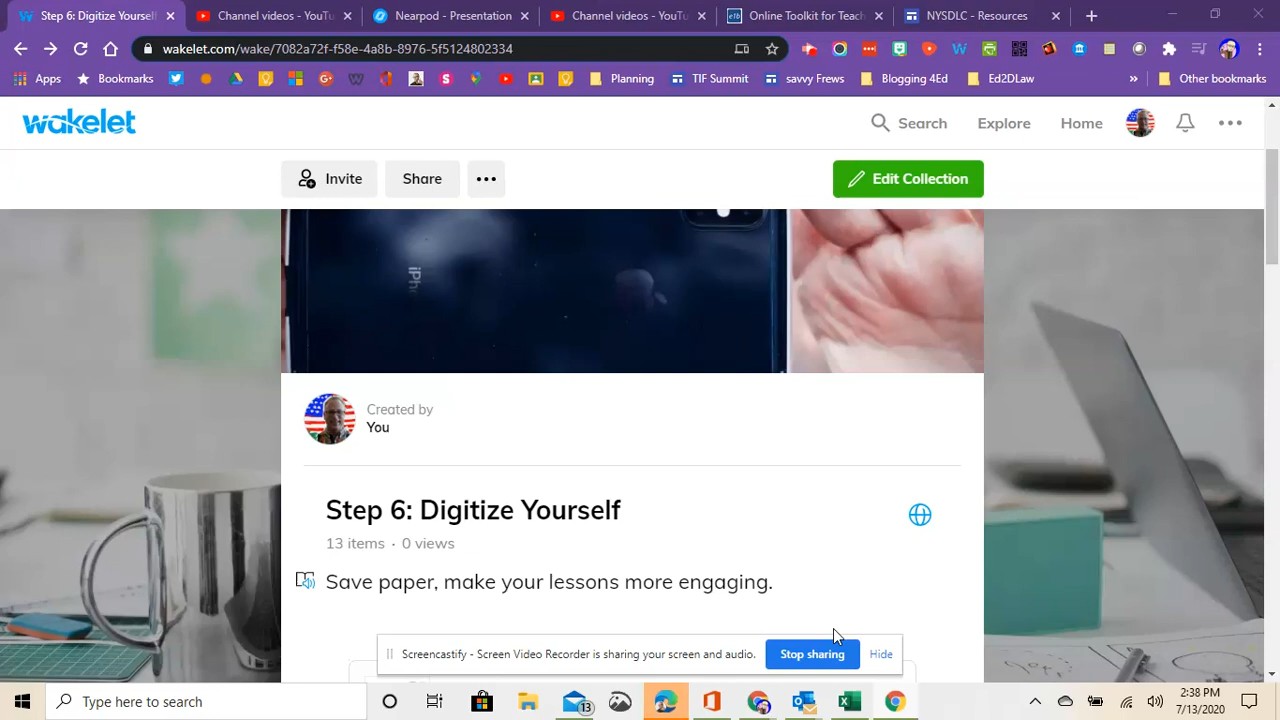 Step 6: Digitize Yourself
Channel videos - YouTu
Nearpod - Presentation
Channel videos - YouTu
Online Toolkit for Teach
NYSDLC - Resources
wakelet.com/wake/7082a72f-f58e-4a8b-8976-5f5124802334
Apps
Bookmarks
Planning
TIF Summit
savvy Frews
Blogging 4Ed
Ed2DLaw
Other bookmarks
wakelet
Search
Explore
Home
Invite
Share
Edit Collection
Created by
You
Step 6: Digitize Yourself
13 items · 0 views
Save paper, make your lessons more engaging.
Screencastify - Screen Video Recorder is sharing your screen and audio.
Stop sharing
Hide
Type here to search
13
2:38 PM
7/13/2020